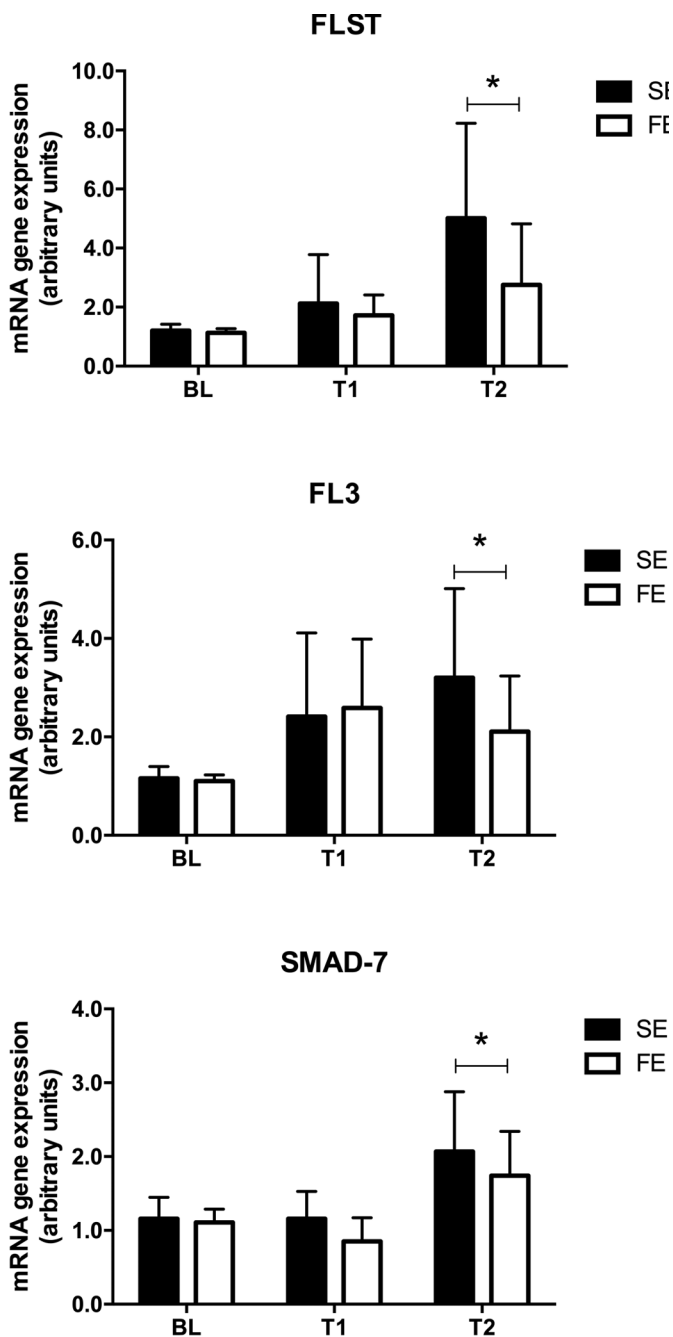 FLST
mRNA gene expression
(arbitrary units)
10.0
8.0
6.0
4.0
2.0
0.0
*
SE
FE
BL T1 T2
FL3
mRNA gene expression
(arbitrary units)
6.0
4.0
2.0
0.0
*
SE
FE
BL T1 T2
SMAD-7
mRNA gene expression
(arbitrary units)
4.0
3.0
2.0
1.0
0.0
*
SE
FE
BL T1 T2